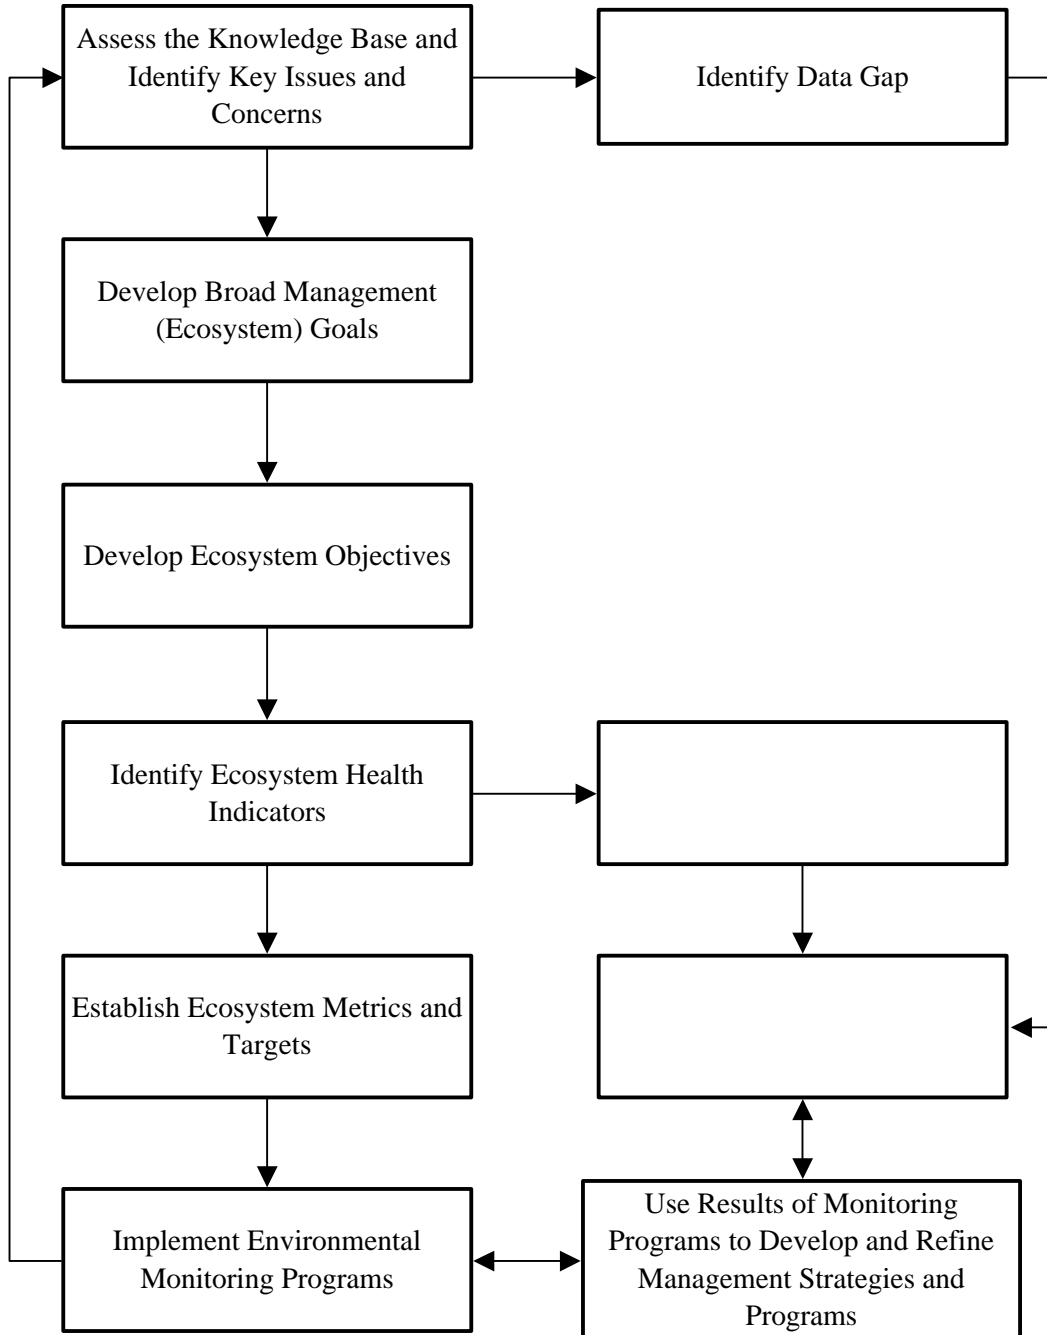 Assess the Knowledge Base and
Identify Key Issues and
Concerns
Identify Data Gap
Develop Broad Management
(Ecosystem) Goals
Develop Ecosystem Objectives
Identify Ecosystem Health
Indicators
Establish Ecosystem Metrics and
Targets
Implement Environmental
Monitoring Programs
Use Results of Monitoring
Programs to Develop and Refine
Management Strategies and
Programs